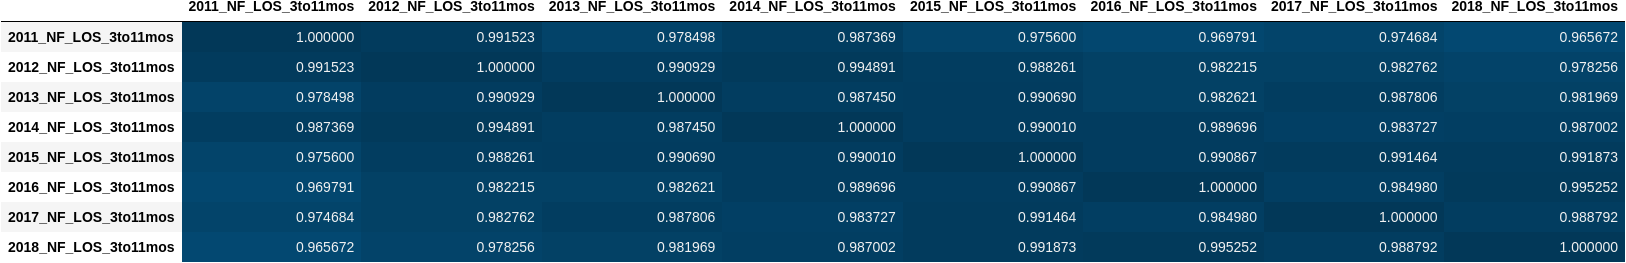 2011_NF_LOS_3to11mos 2012_NF_LOS_3to11mos 2013_NF_LOS_3to11mos 2014_NF_LOS_3to11mos 2015_NF_LOS_3to11mos 2016_NF_LOS_3to11mos 2017_NF_LOS_3to11mos 2018_NF_LOS_3to11mos
2011_NF_LOS_3to11mos 1.000000 0.991523 0.978498 0.987369 0.975600 0.969791 0.974684 0.965672
2012_NF_LOS_3to11mos 0.991523 1.000000 0.990929 0.994891 0.988261 0.982215 0.982762 0.978256
2013_NF_LOS_3to11mos 0.978498 0.990929 1.000000 0.987450 0.990690 0.982621 0.987806 0.981969
2014_NF_LOS_3to11mos 0.987369 0.994891 0.987450 1.000000 0.990010 0.989696 0.983727 0.987002
2015_NF_LOS_3to11mos 0.975600 0.988261 0.990690 0.990010 1.000000 0.990867 0.991464 0.991873
2016_NF_LOS_3to11mos 0.969791 0.982215 0.982621 0.989696 0.990867 1.000000 0.984980 0.995252
2017_NF_LOS_3to11mos 0.974684 0.982762 0.987806 0.983727 0.991464 0.984980 1.000000 0.988792
2018_NF_LOS_3to11mos 0.965672 0.978256 0.981969 0.987002 0.991873 0.995252 0.988792 1.000000